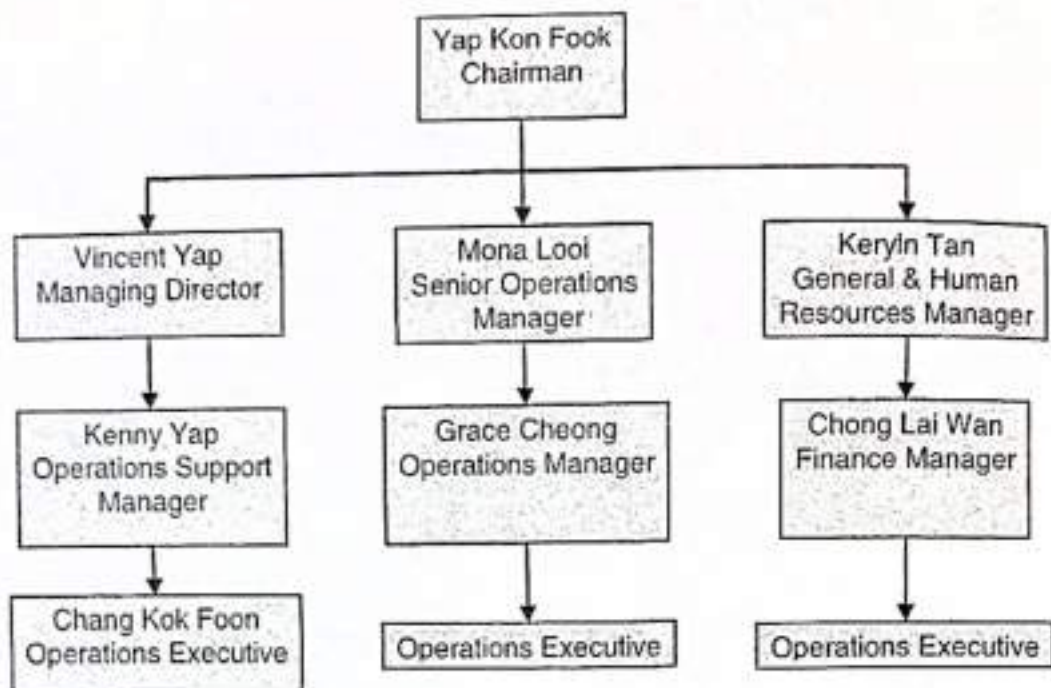 Yap Kon Fook
Chairman
Vincent Yap
Managing Director
Mona Looi
Senior Operations
Manager
Keryln Tan
General & Human
Resources Manager
Kenny Yap
Operations Support
Manager
Grace Cheong
Operations Manager
Chong Lai Wan
Finance Manager
Chang Kok Foon
Operations Executive
Operations Executive
Operations Executive